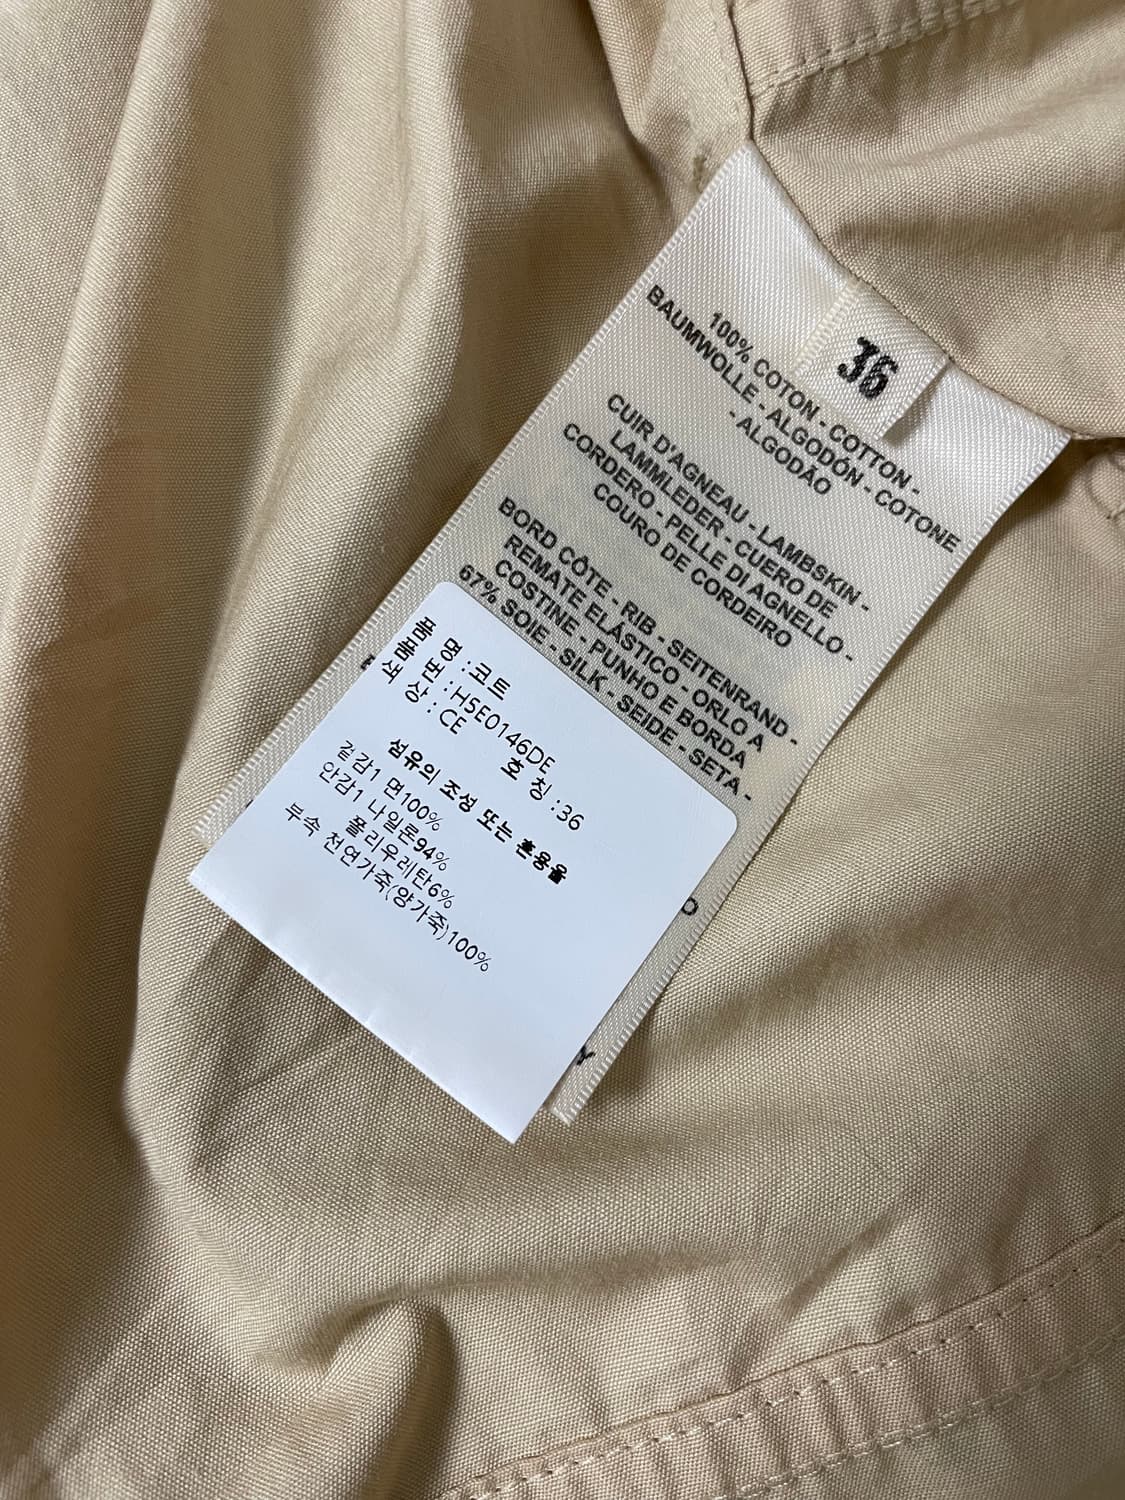 36
100% COTON - COTTON -
BAUMWOLLE - ALGODÓN - COTONE
- ALGODÃO
CUIR D'AGNEAU - LAMBSKIN -
LAMMLEDER - CUERO DE
CORDERO - PELLE DI AGNELLO -
COURO DE CORDEIRO
BORD CÔTE - RIB - SEITENRAND -
REMATE ELÁSTICO - ORLO A
COSTINE - PUNHO E BORDA
67% SOIE - SILK - SEIDE - SETA -
품 명 : 코트
품 번 : H5E0146DE
색 상 : CE 호 칭 : 36
섬유의 조성 또는 혼용율
겉감1 면100%
안감1 나일론94%
폴리우레탄6%
부속 천연가죽(양가죽)100%
O
Y